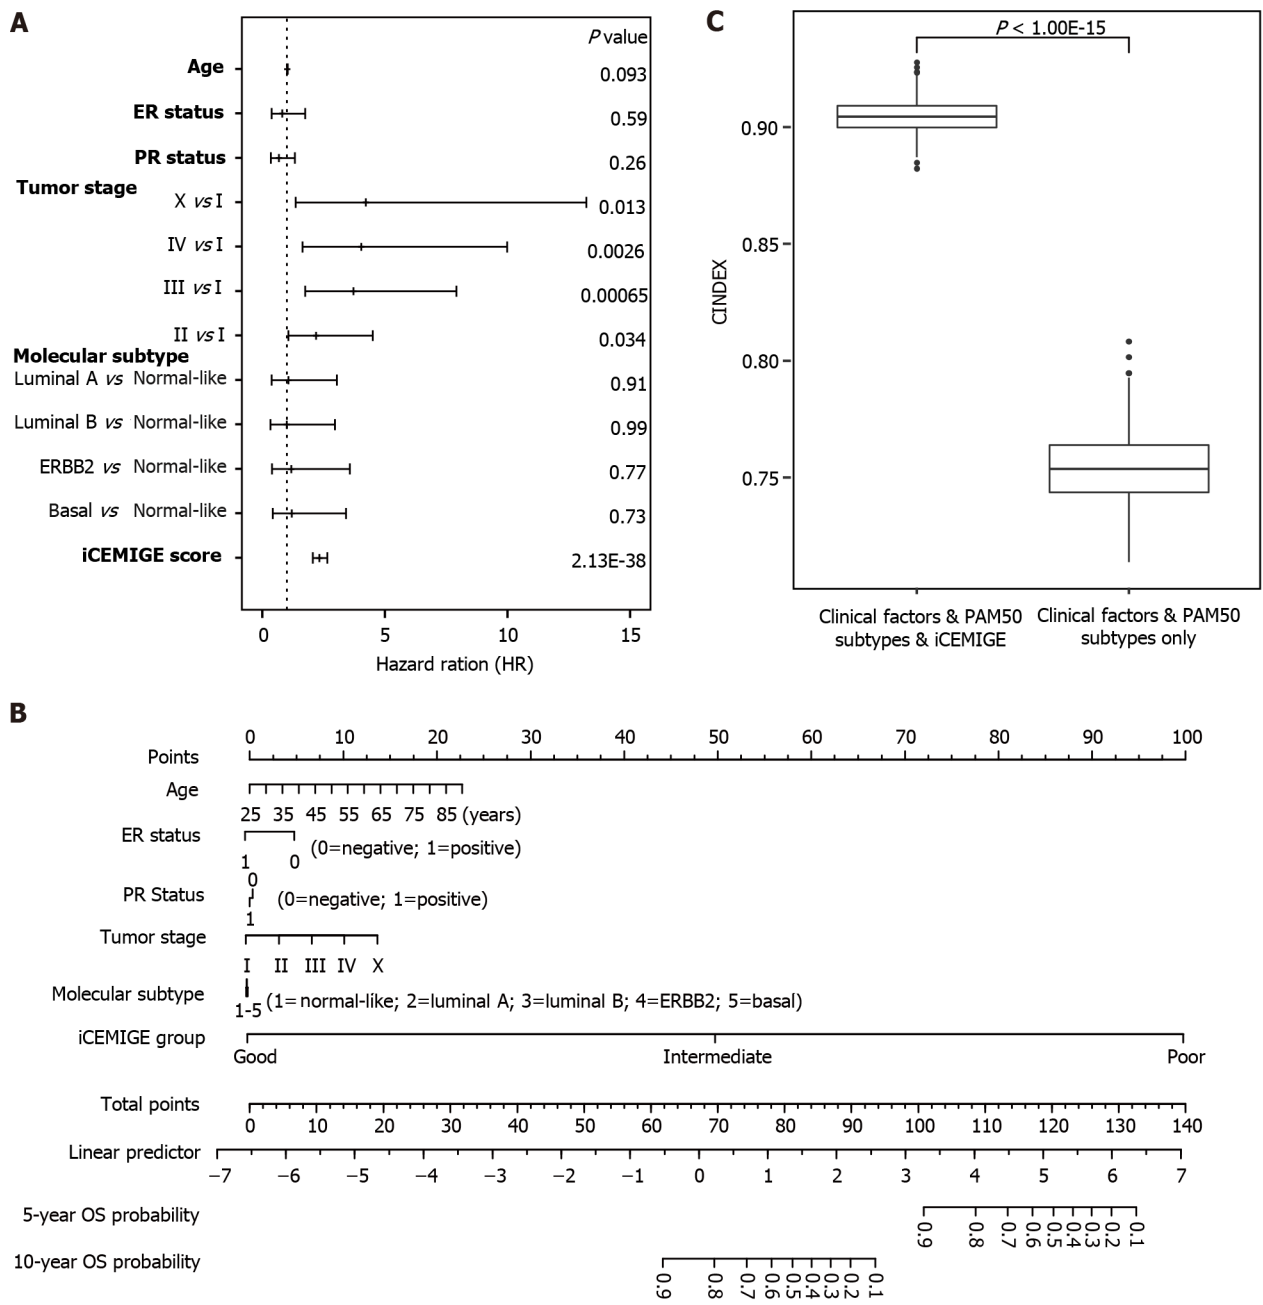 A
P value
Age 0.093
ER status 0.59
PR status 0.26
Tumor stage
X vs I 0.013
IV vs I 0.0026
III vs I 0.00065
II vs I 0.034
Molecular subtype
Luminal A vs Normal-like 0.91
Luminal B vs Normal-like 0.99
ERBB2 vs Normal-like 0.77
Basal vs Normal-like 0.73
iCEMIGE score 2.13E-38
0 5 10 15
Hazard ration (HR)
C
P < 1.00E-15
0.90
0.85
0.80
0.75
CINDEX
Clinical factors & PAM50
subtypes & iCEMIGE
Clinical factors & PAM50
subtypes only
B
0 10 20 30 40 50 60 70 80 90 100
Points
Age
25 35 45 55 65 75 85 (years)
ER status
1 0 (0=negative; 1=positive)
0
PR Status (0=negative; 1=positive)
1
Tumor stage
I II III IV X
Molecular subtype
1-5 (1= normal-like; 2=luminal A; 3=luminal B; 4=ERBB2; 5=basal)
iCEMIGE group
Good Intermediate Poor
Total points
0 10 20 30 40 50 60 70 80 90 100 110 120 130 140
Linear predictor
−7 −6 −5 −4 −3 −2 −1 0 1 2 3 4 5 6 7
5-year OS probability
0.9 0.8 0.7 0.6 0.5 0.4 0.3 0.2 0.1
10-year OS probability
0.9 0.8 0.7 0.6 0.5 0.4 0.3 0.2 0.1